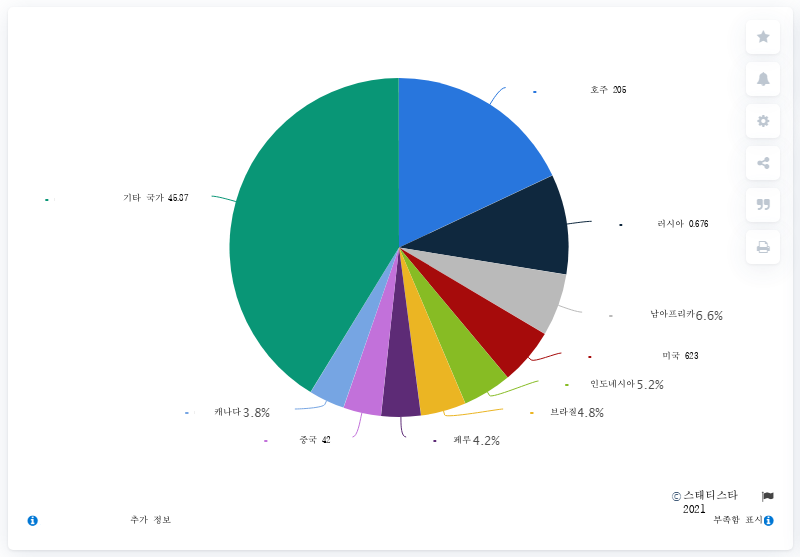 호주 205
기타 국가 45.87
러시아 0.676
남아프리카 6.6%
미국 623
인도네시아 5.2%
캐나다 3.8%
브라질 4.8%
중국 42
페루 4.2%
© 스태티스타 2021
추가 정보
부족함 표시